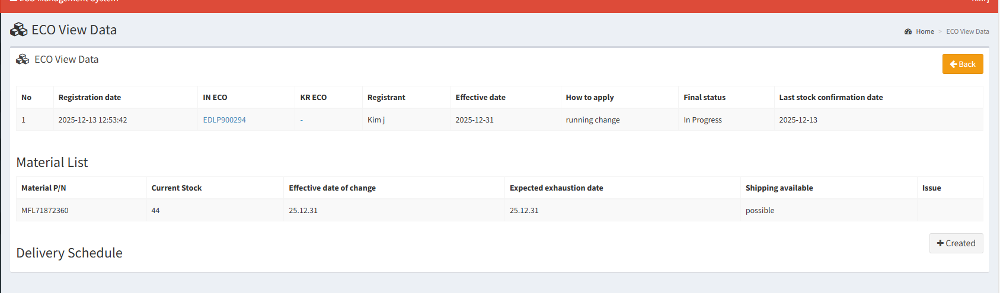 ECO Management System
Kim j
ECO View Data
Home > ECO View Data
ECO View Data
Back
No Registration date IN ECO KR ECO Registrant Effective date How to apply Final status Last stock confirmation date
1 2025-12-13 12:53:42 EDLP900294 - Kim j 2025-12-31 running change In Progress 2025-12-13
Material List
Material P/N Current Stock Effective date of change Expected exhaustion date Shipping available Issue
MFL71872360 44 25.12.31 25.12.31 possible
+ Created
Delivery Schedule